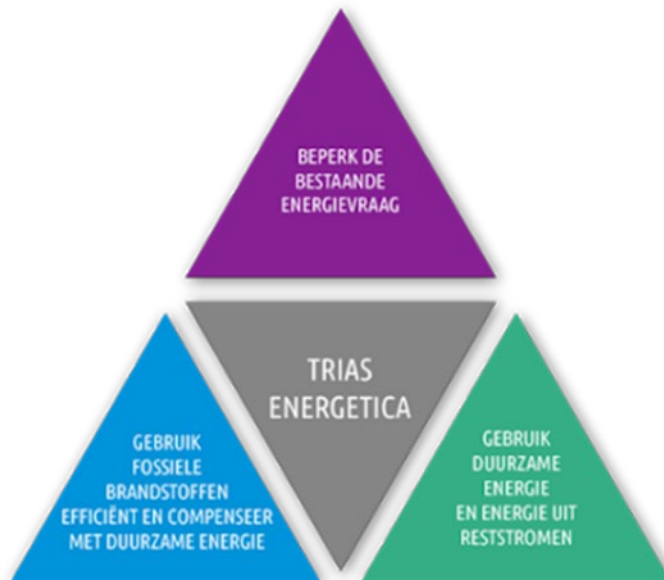 BEPERK DE
BESTAANDE
ENERGIEVRAAG
TRIAS
ENERGETICA
GEBRUIK
FOSSIELE
BRANDSTOFFEN
EFFICIËNT EN COMPENSEER
MET DUURZAME ENERGIE
GEBRUIK
DUURZAME
ENERGIE
EN ENERGIE UIT
RESTSTROMEN